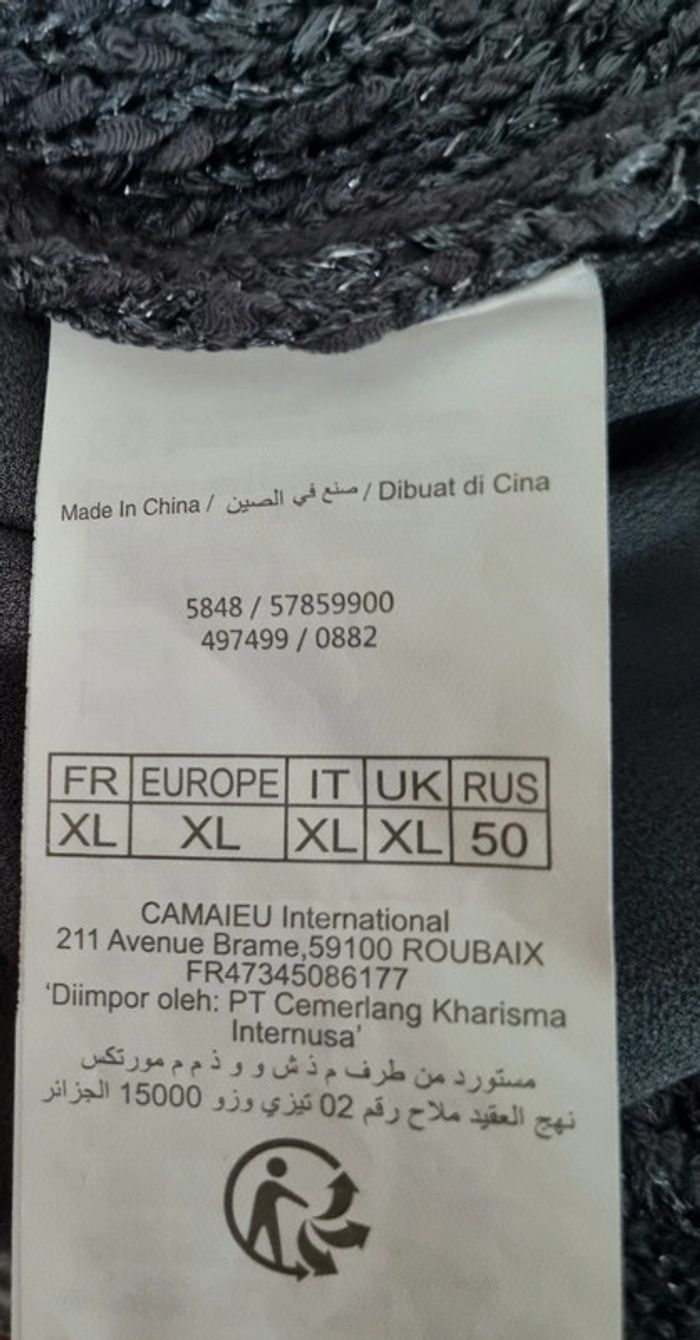 Made In China / صنع في الصين / Dibuat di Cina
5848 / 57859900
497499 / 0882
FR EUROPE IT UK RUS
XL XL XL XL 50
CAMAIEU International
211 Avenue Brame,59100 ROUBAIX
FR47345086177
‘Diimpor oleh: PT Cemerlang Kharisma
Internusa’
مستورد من طرف م ذ ش و و ذ م م مورتكس
نهج العقيد ملاح رقم 02 تيزي وزو 15000 الجزائر